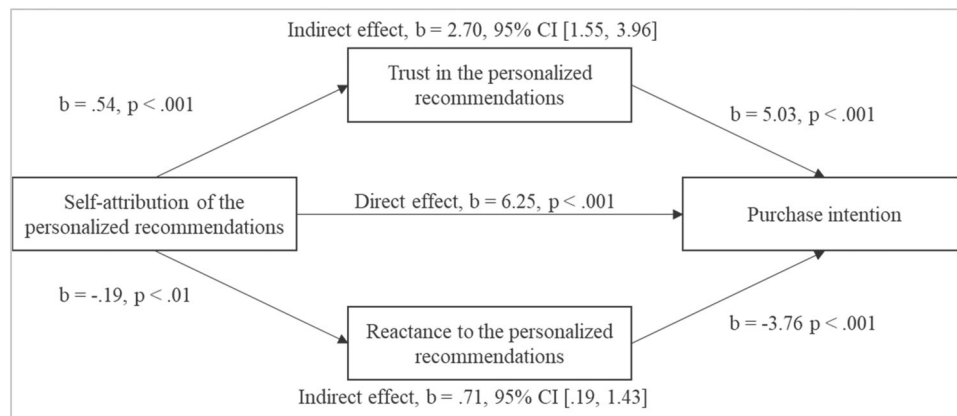 Indirect effect, b = 2.70, 95% CI [1.55, 3.96]
Trust in the personalized
recommendations
b = .54, p < .001
b = 5.03, p < .001
Self-attribution of the
personalized recommendations
Direct effect, b = 6.25, p < .001
Purchase intention
b = -.19, p < .01
Reactance to the personalized
recommendations
b = -3.76 p < .001
Indirect effect, b = .71, 95% CI [.19, 1.43]